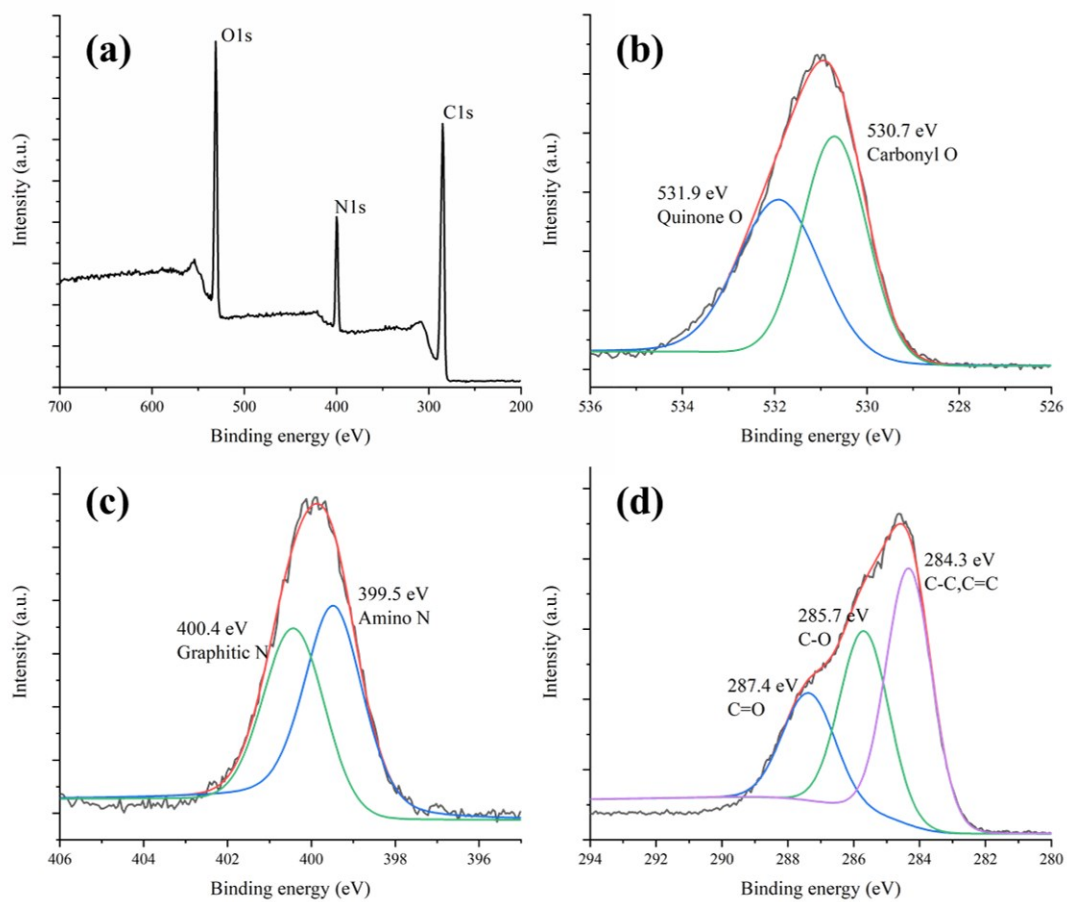 (a)
O1s
N1s
C1s
Intensity (a.u.)
700 600 500 400 300 200
Binding energy (eV)
(b)
530.7 eV
Carbonyl O
531.9 eV
Quinone O
Intensity (a.u.)
536 534 532 530 528 526
Binding energy (eV)
(c)
399.5 eV
Amino N
400.4 eV
Graphitic N
Intensity (a.u.)
406 404 402 400 398 396
Binding energy (eV)
(d)
284.3 eV
C-C,C=C
285.7 eV
C-O
287.4 eV
C=O
Intensity (a.u.)
294 292 290 288 286 284 282 280
Binding energy (eV)